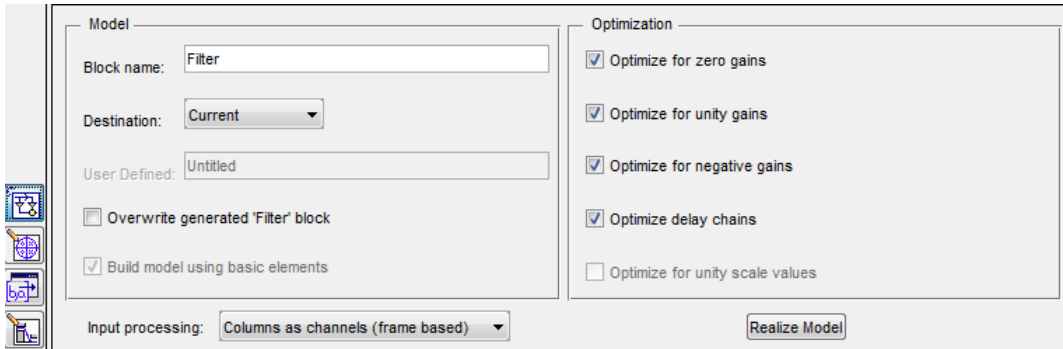 Model
Block name: Filter
Destination: Current
User Defined: Untitled
Overwrite generated 'Filter' block
Build model using basic elements
Optimization
Optimize for zero gains
Optimize for unity gains
Optimize for negative gains
Optimize delay chains
Optimize for unity scale values
Input processing: Columns as channels (frame based)
Realize Model